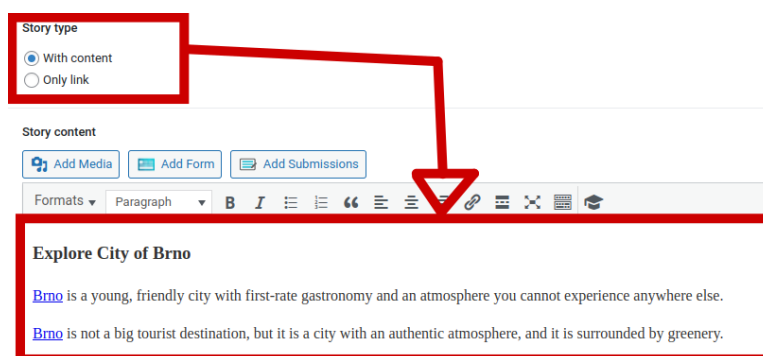 Story type
With content
Only link
Story content
Add Media Add Form Add Submissions
Formats Paragraph B I
Explore City of Brno
Brno is a young, friendly city with first-rate gastronomy and an atmosphere you cannot experience anywhere else.
Brno is not a big tourist destination, but it is a city with an authentic atmosphere, and it is surrounded by greenery.